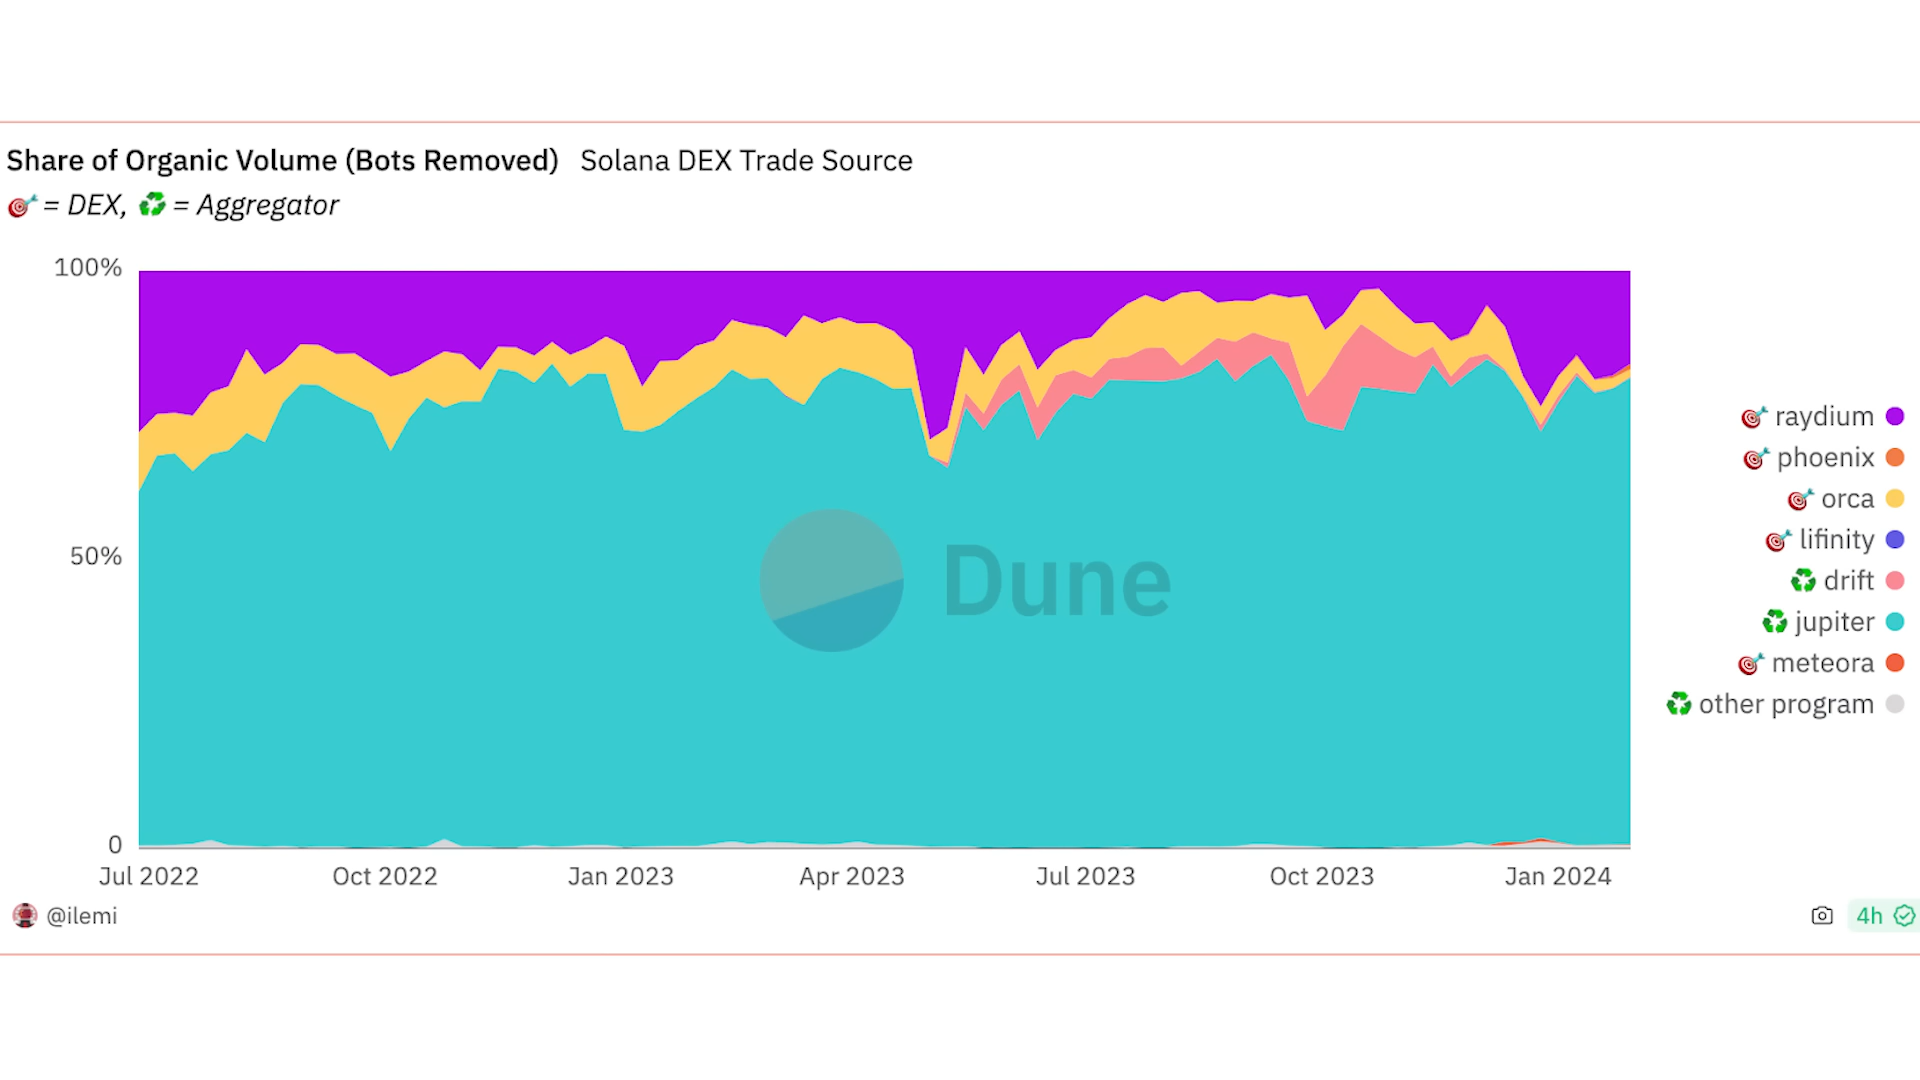 Share of Organic Volume (Bots Removed) Solana DEX Trade Source
🎯 = DEX, ♻️ = Aggregator
100%
50%
0
Dune
Jul 2022 Oct 2022 Jan 2023 Apr 2023 Jul 2023 Oct 2023 Jan 2024
raydium
phoenix
orca
lifinity
drift
jupiter
meteora
other program
@ilemi
4h